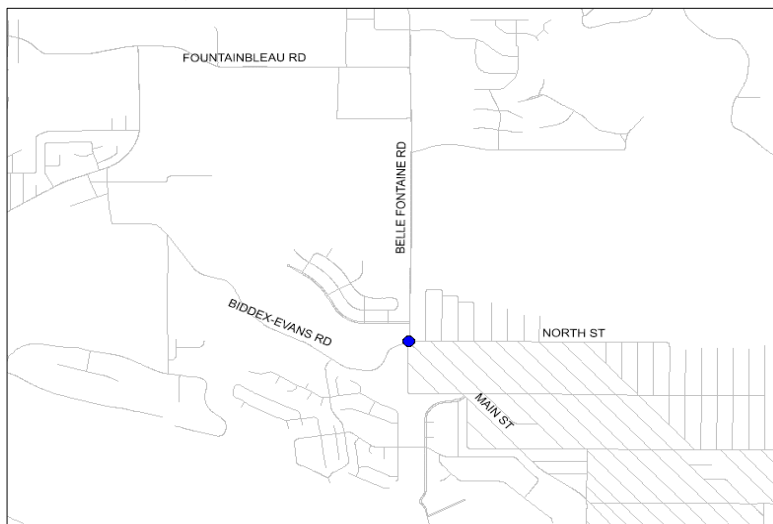 FOUNTAINBLEAU RD
BELLE FONTAINE RD
BIDDEX-EVANS RD
NORTH ST
MAIN ST